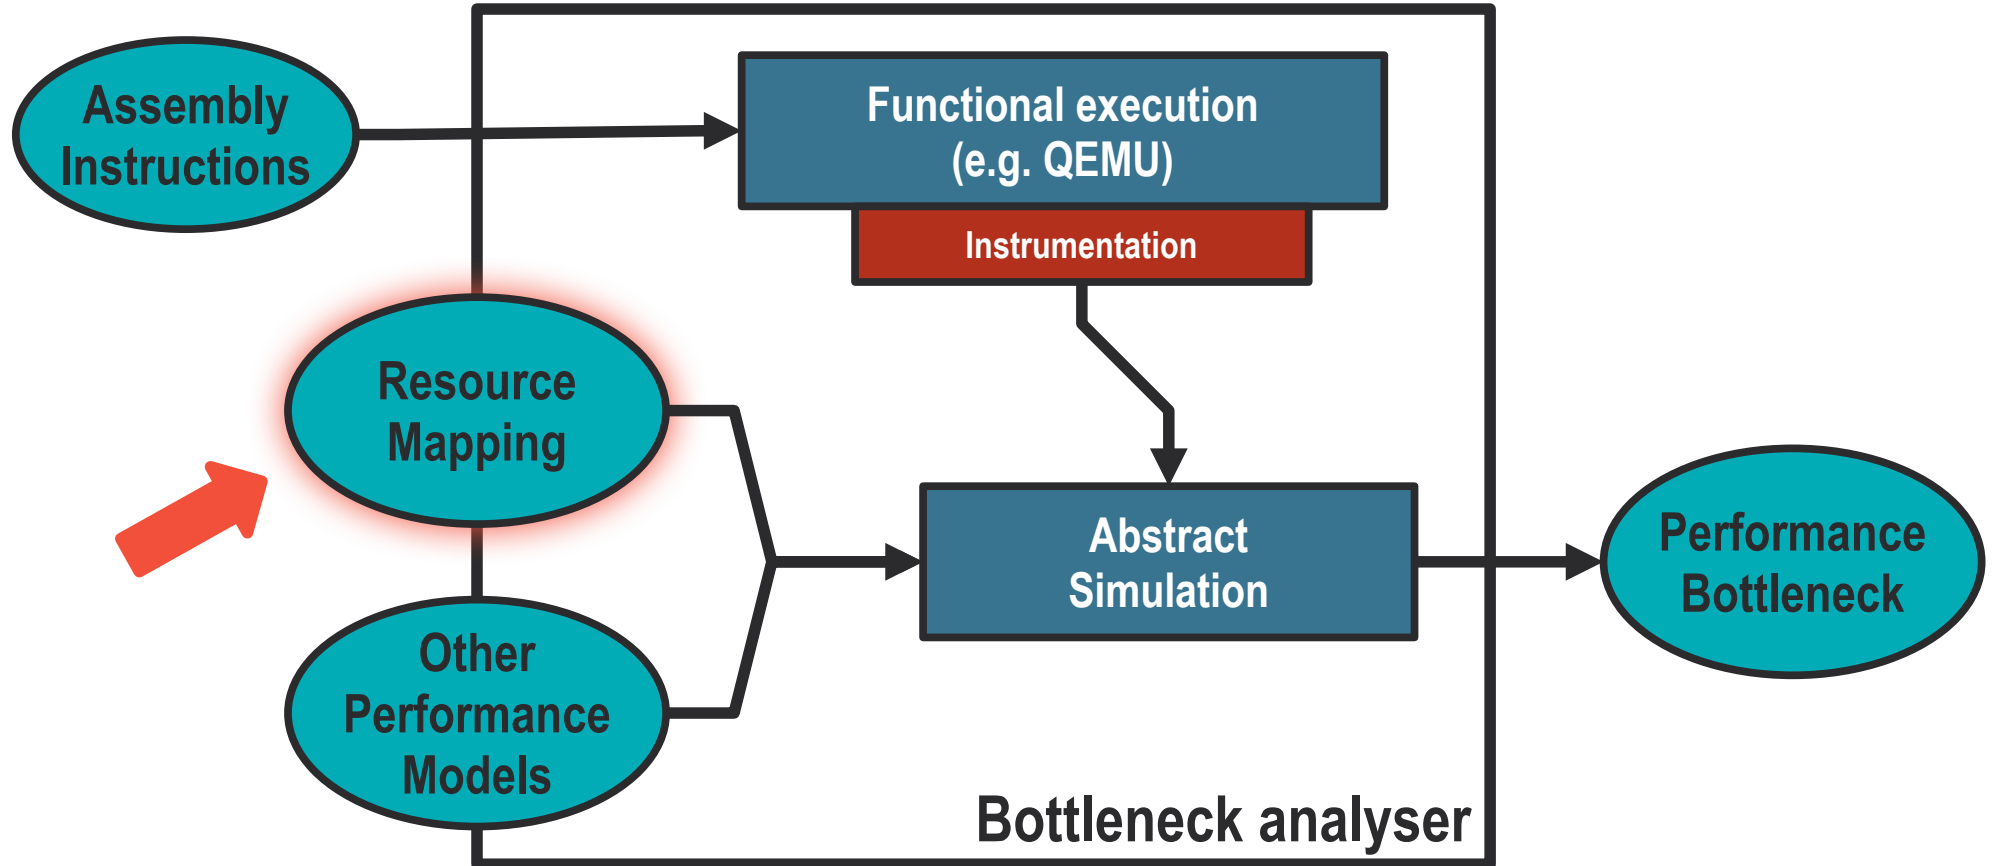 Assembly
Instructions
Functional execution
(e.g. QEMU)
Instrumentation
Resource
Mapping
Abstract
Simulation
Performance
Bottleneck
Other
Performance
Models
Bottleneck analyser